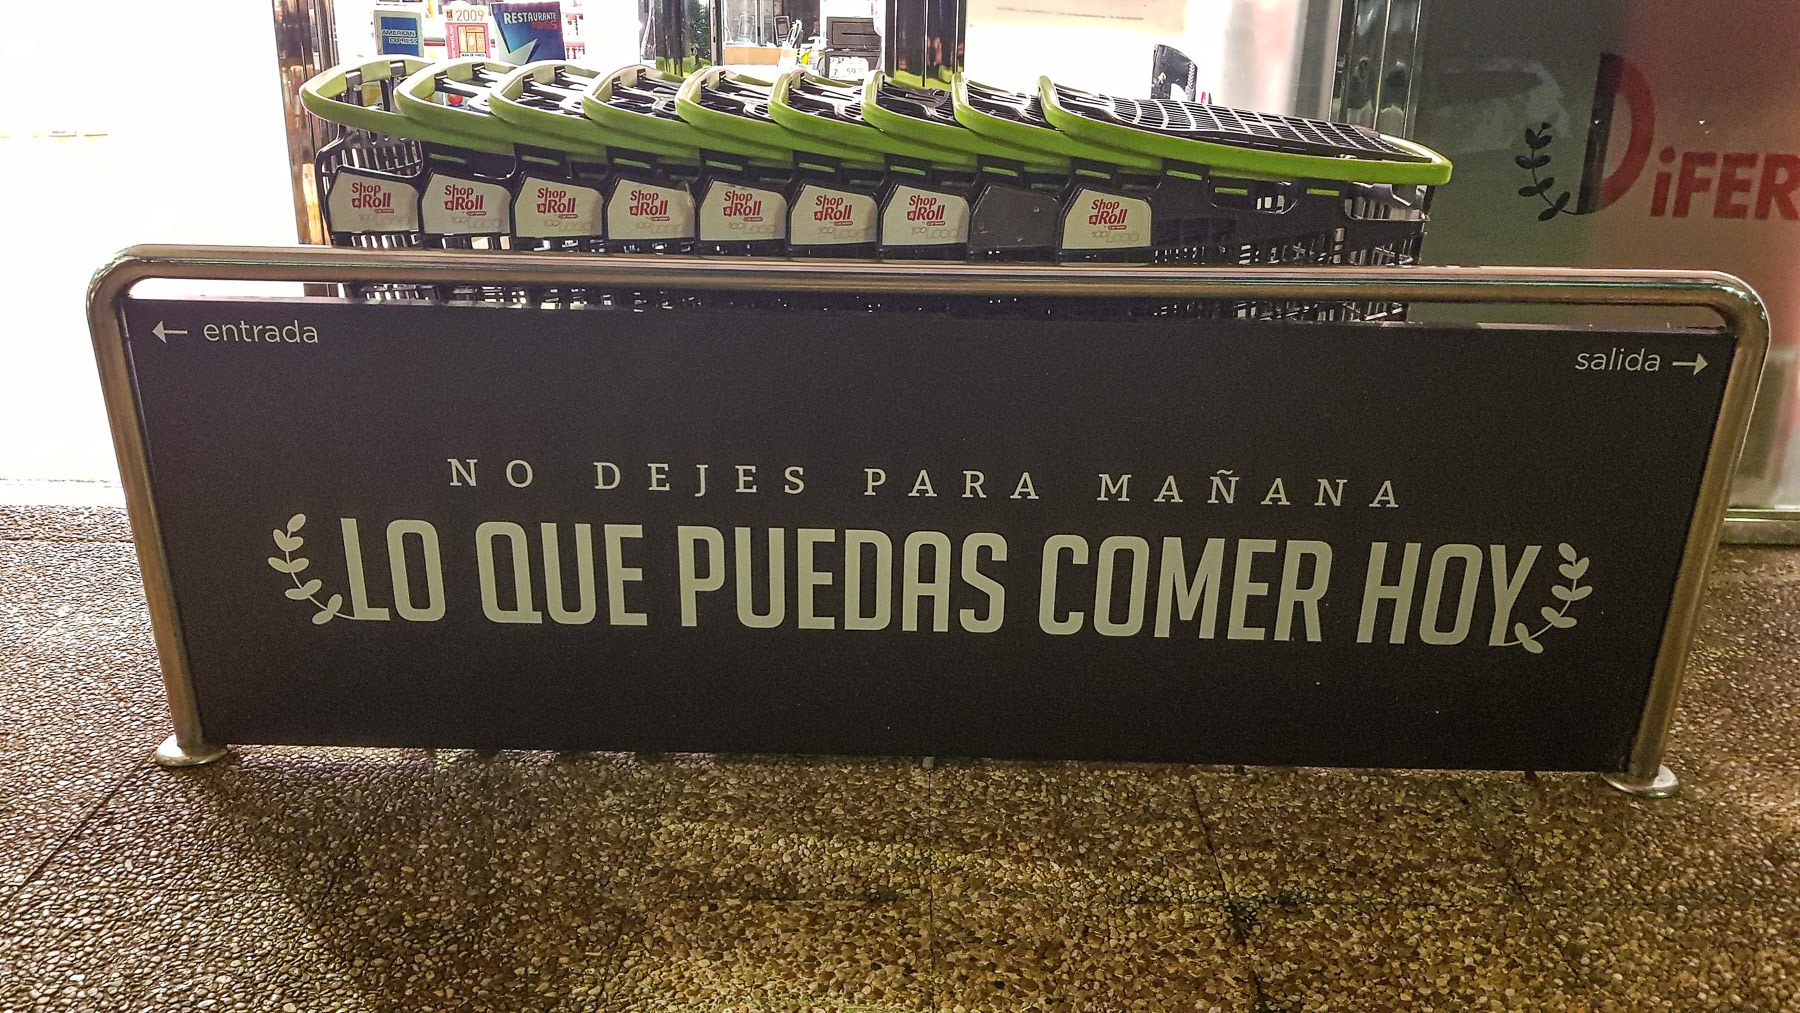 AMERICAN
EXPRESS
2009
RESTAURANTE
Shop
& Roll
Shop
& Roll
Shop
& Roll
Shop
& Roll
Shop
& Roll
Shop
& Roll
Shop
& Roll
Shop
& Roll
DiFER
← entrada
salida →
NO DEJES PARA MAÑANA
LO QUE PUEDAS COMER HOY